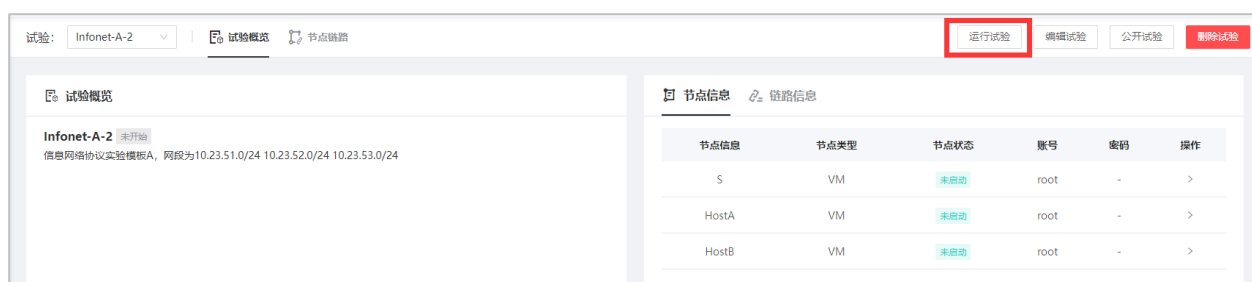 试验： Infonet-A-2 试验概览 节点链路 运行试验 编辑试验 公开试验 删除试验
试验概览
Infonet-A-2 未开始
信息网络协议实验模板A，网段为10.23.51.0/24 10.23.52.0/24 10.23.53.0/24
节点信息 链路信息
节点信息 节点类型 节点状态 账号 密码 操作
S VM 未启动 root - >
HostA VM 未启动 root - >
HostB VM 未启动 root - >